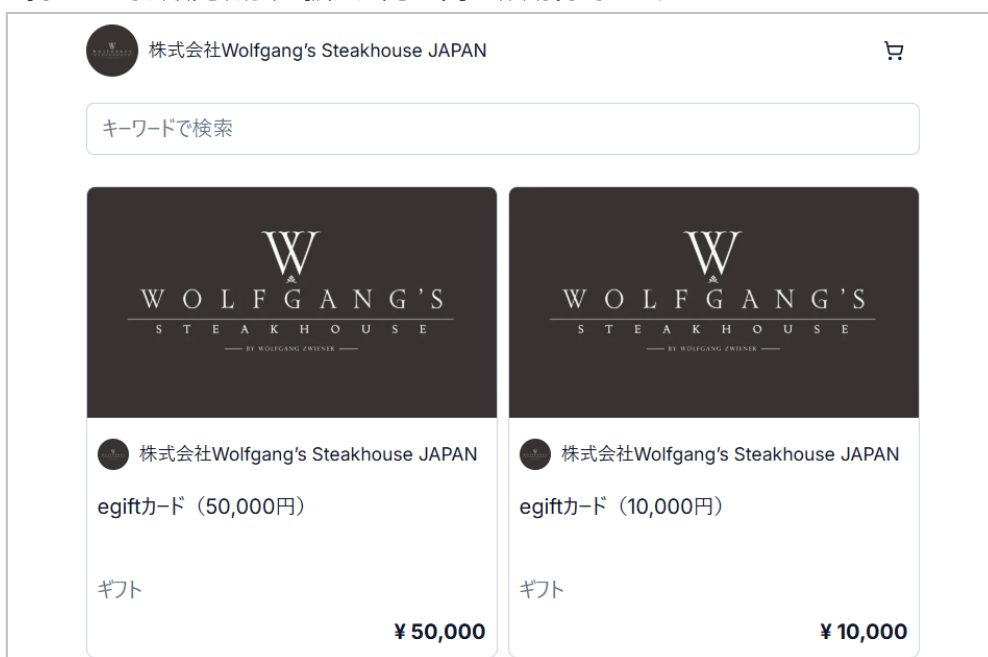 株式会社Wolfgang's Steakhouse JAPAN
キーワードで検索
W
WOLFGANG'S
STEAKHOUSE
BY WOLFGANG ZWIENER
W
WOLFGANG'S
STEAKHOUSE
BY WOLFGANG ZWIENER
株式会社Wolfgang's Steakhouse JAPAN
株式会社Wolfgang's Steakhouse JAPAN
egiftカード（50,000円）
egiftカード（10,000円）
ギフト
ギフト
¥ 50,000
¥ 10,000